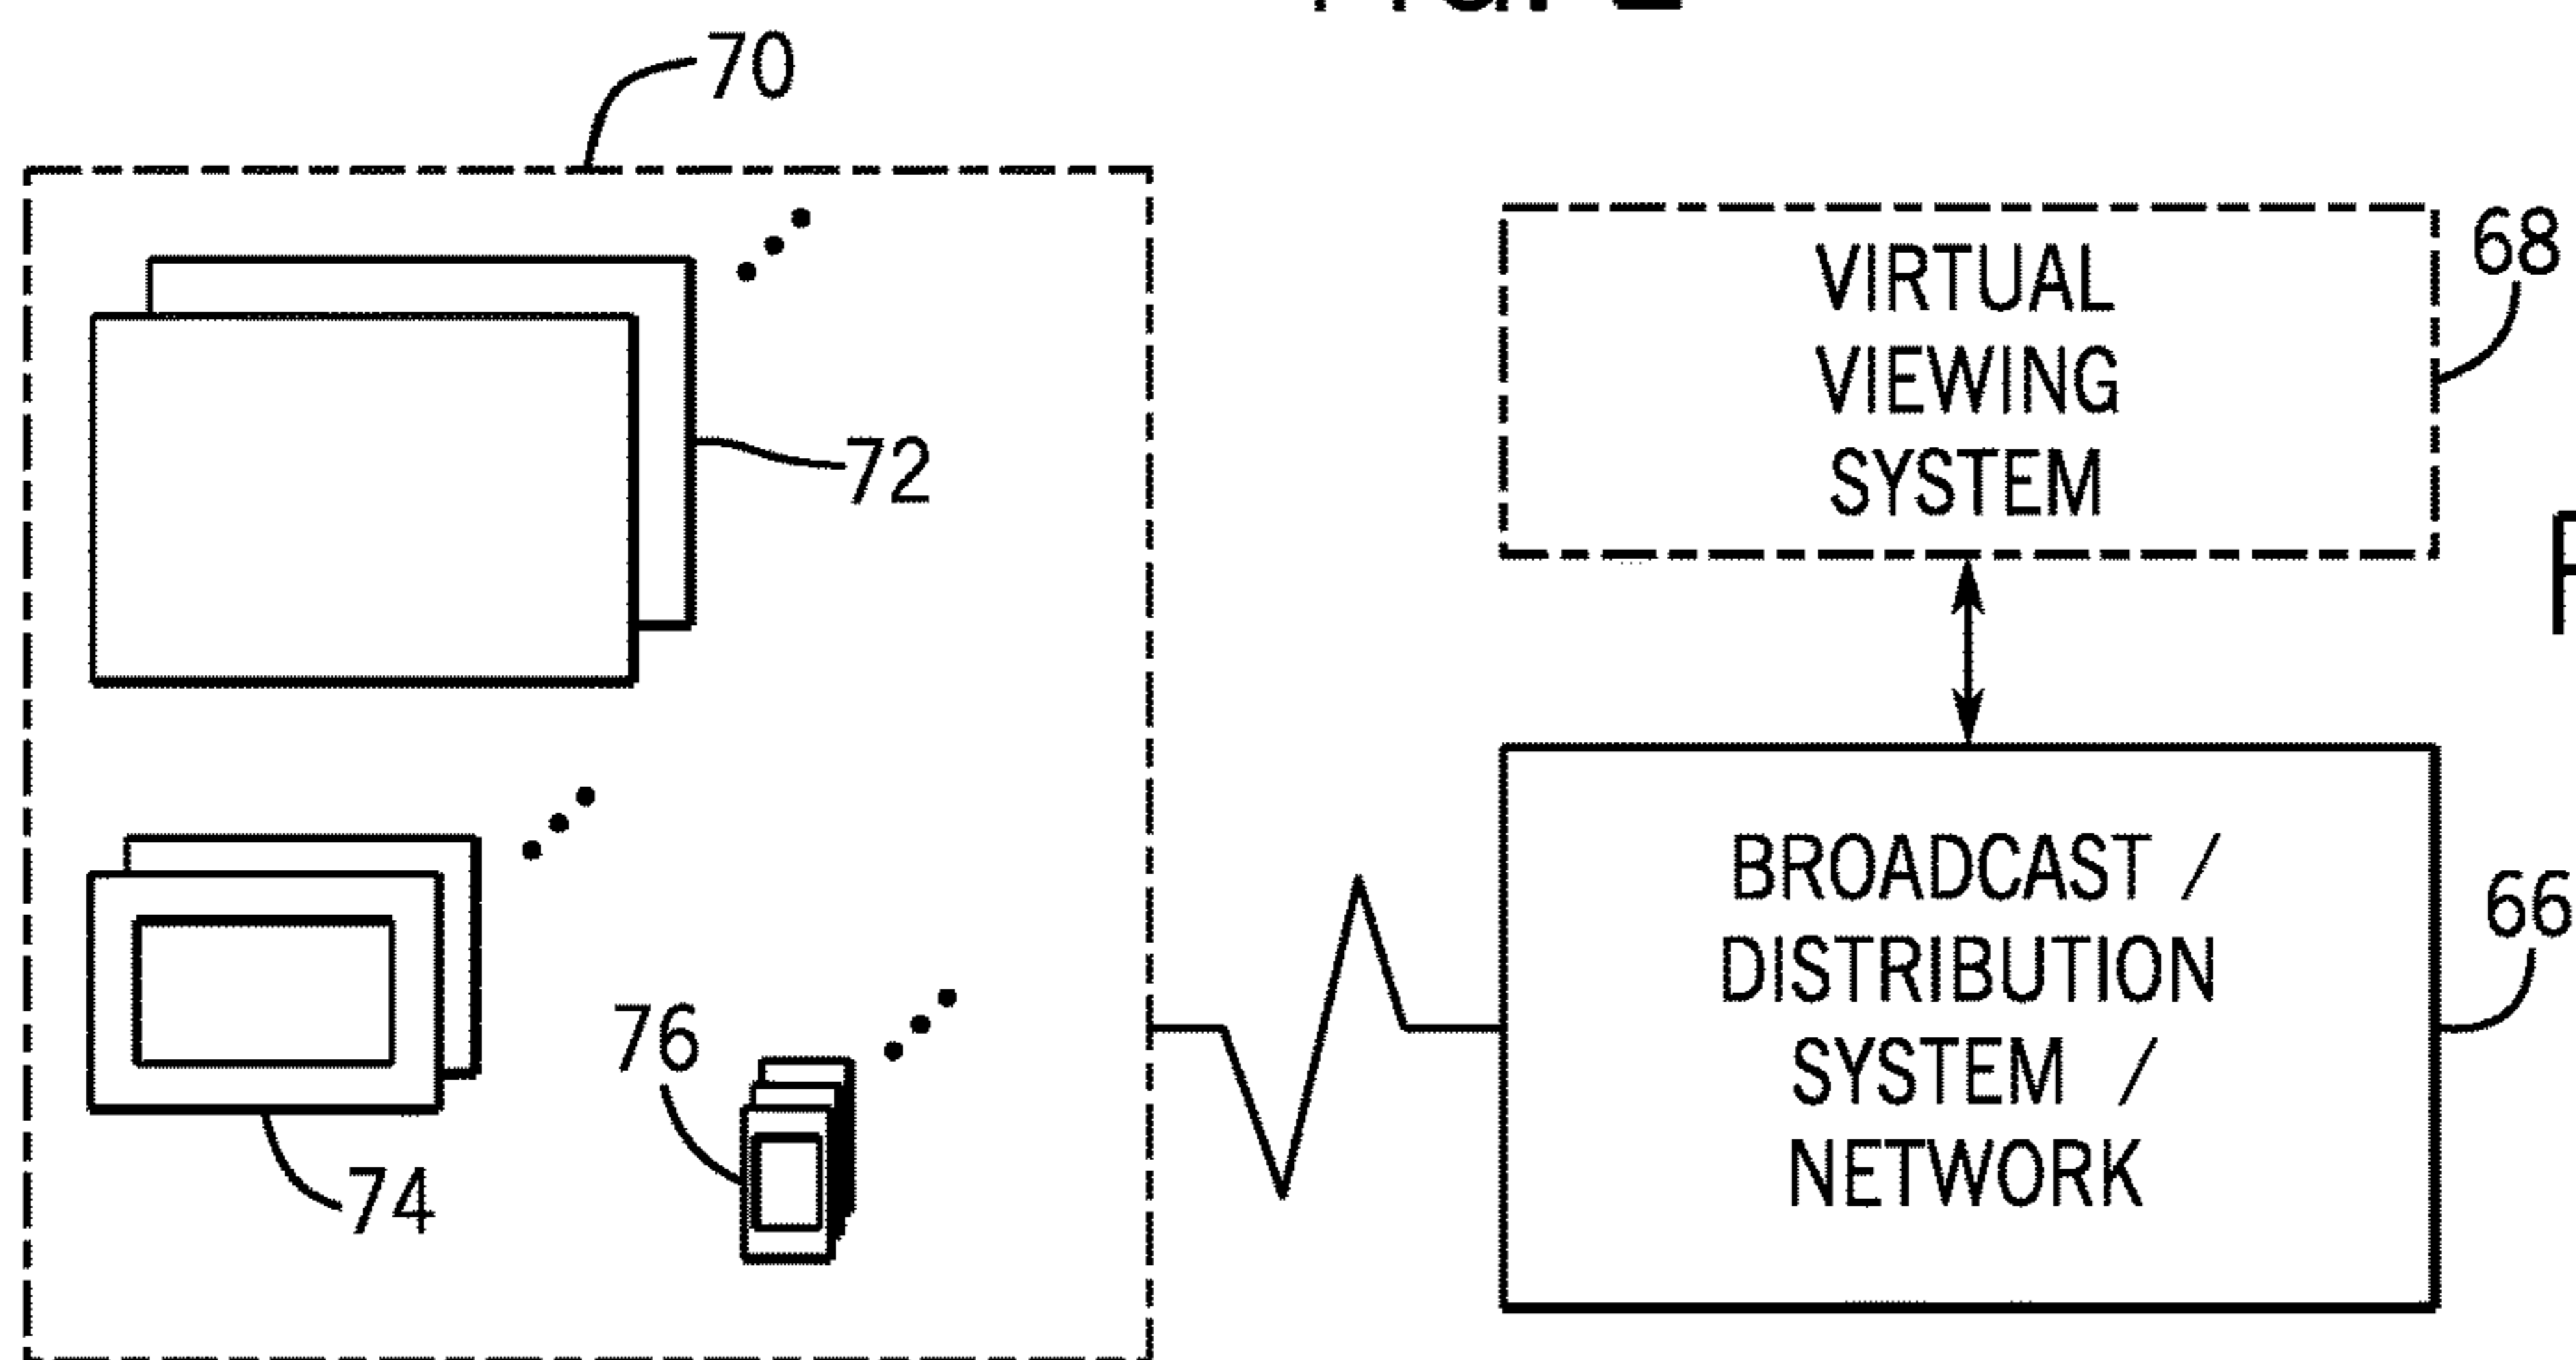 70
72
74
76
VIRTUAL
VIEWING
SYSTEM
68
BROADCAST /
DISTRIBUTION
SYSTEM /
NETWORK
66